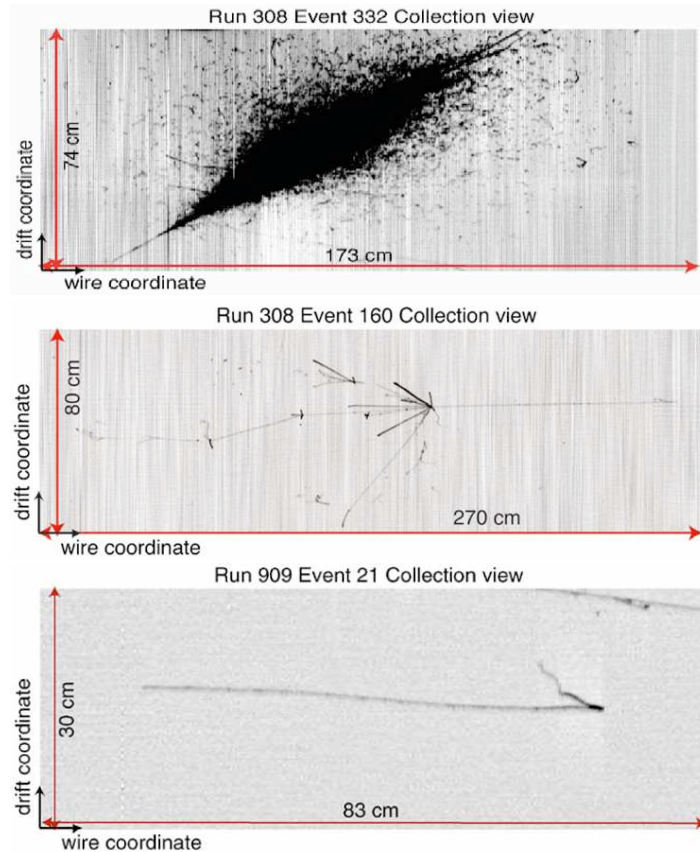 Run 308 Event 332 Collection view
74 cm
drift coordinate
173 cm
wire coordinate
Run 308 Event 160 Collection view
80 cm
drift coordinate
270 cm
wire coordinate
Run 909 Event 21 Collection view
30 cm
drift coordinate
83 cm
wire coordinate